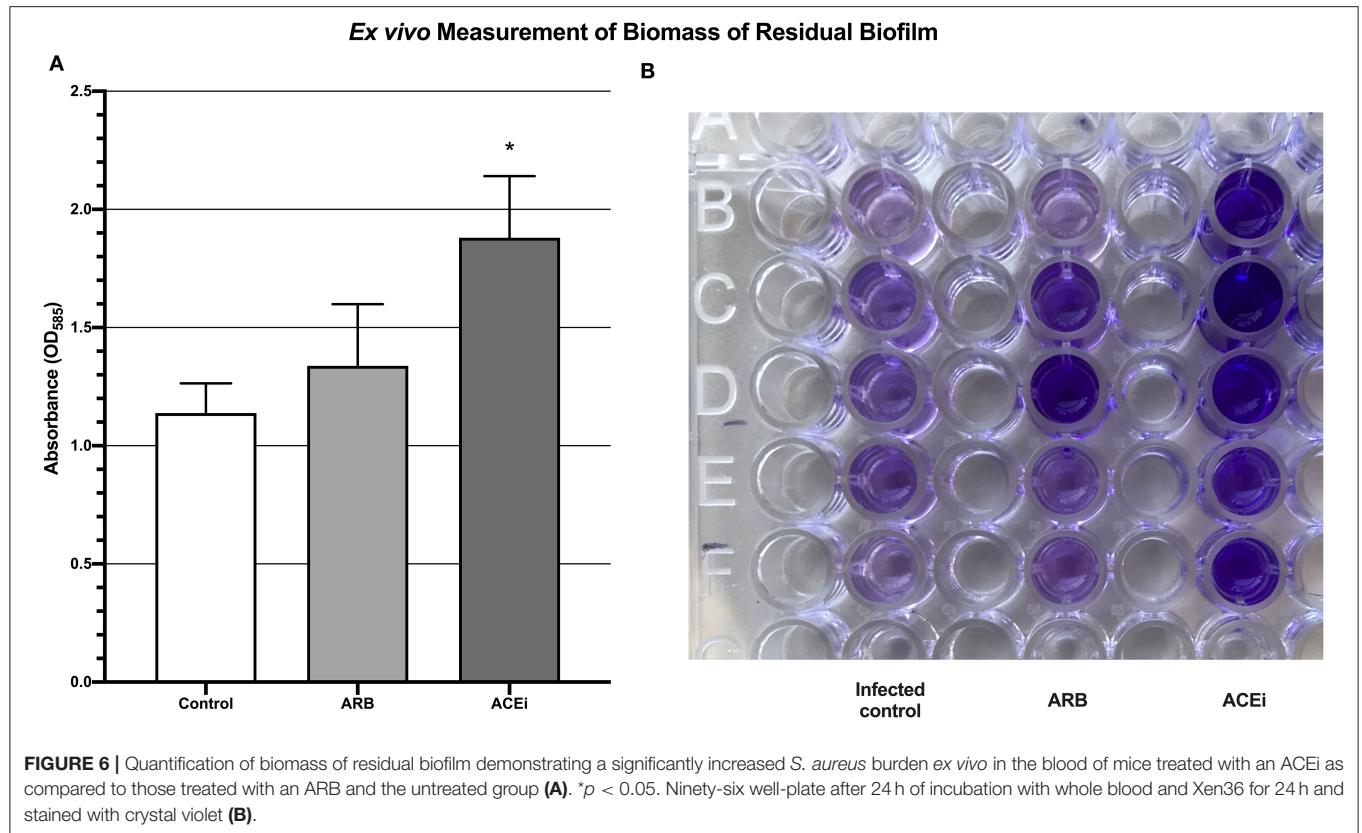 Ex vivo Measurement of Biomass of Residual Biofilm
A
B
2.5
2.0
1.5
1.0
0.5
0.0
Absorbance (OD585)
*
Control
ARB
ACEi
A
B
C
D
E
F
Infected
control
ARB
ACEi
FIGURE 6 | Quantification of biomass of residual biofilm demonstrating a significantly increased S. aureus burden ex vivo in the blood of mice treated with an ACEi as
compared to those treated with an ARB and the untreated group (A). *p < 0.05. Ninety-six well-plate after 24 h of incubation with whole blood and Xen36 for 24 h and
stained with crystal violet (B).